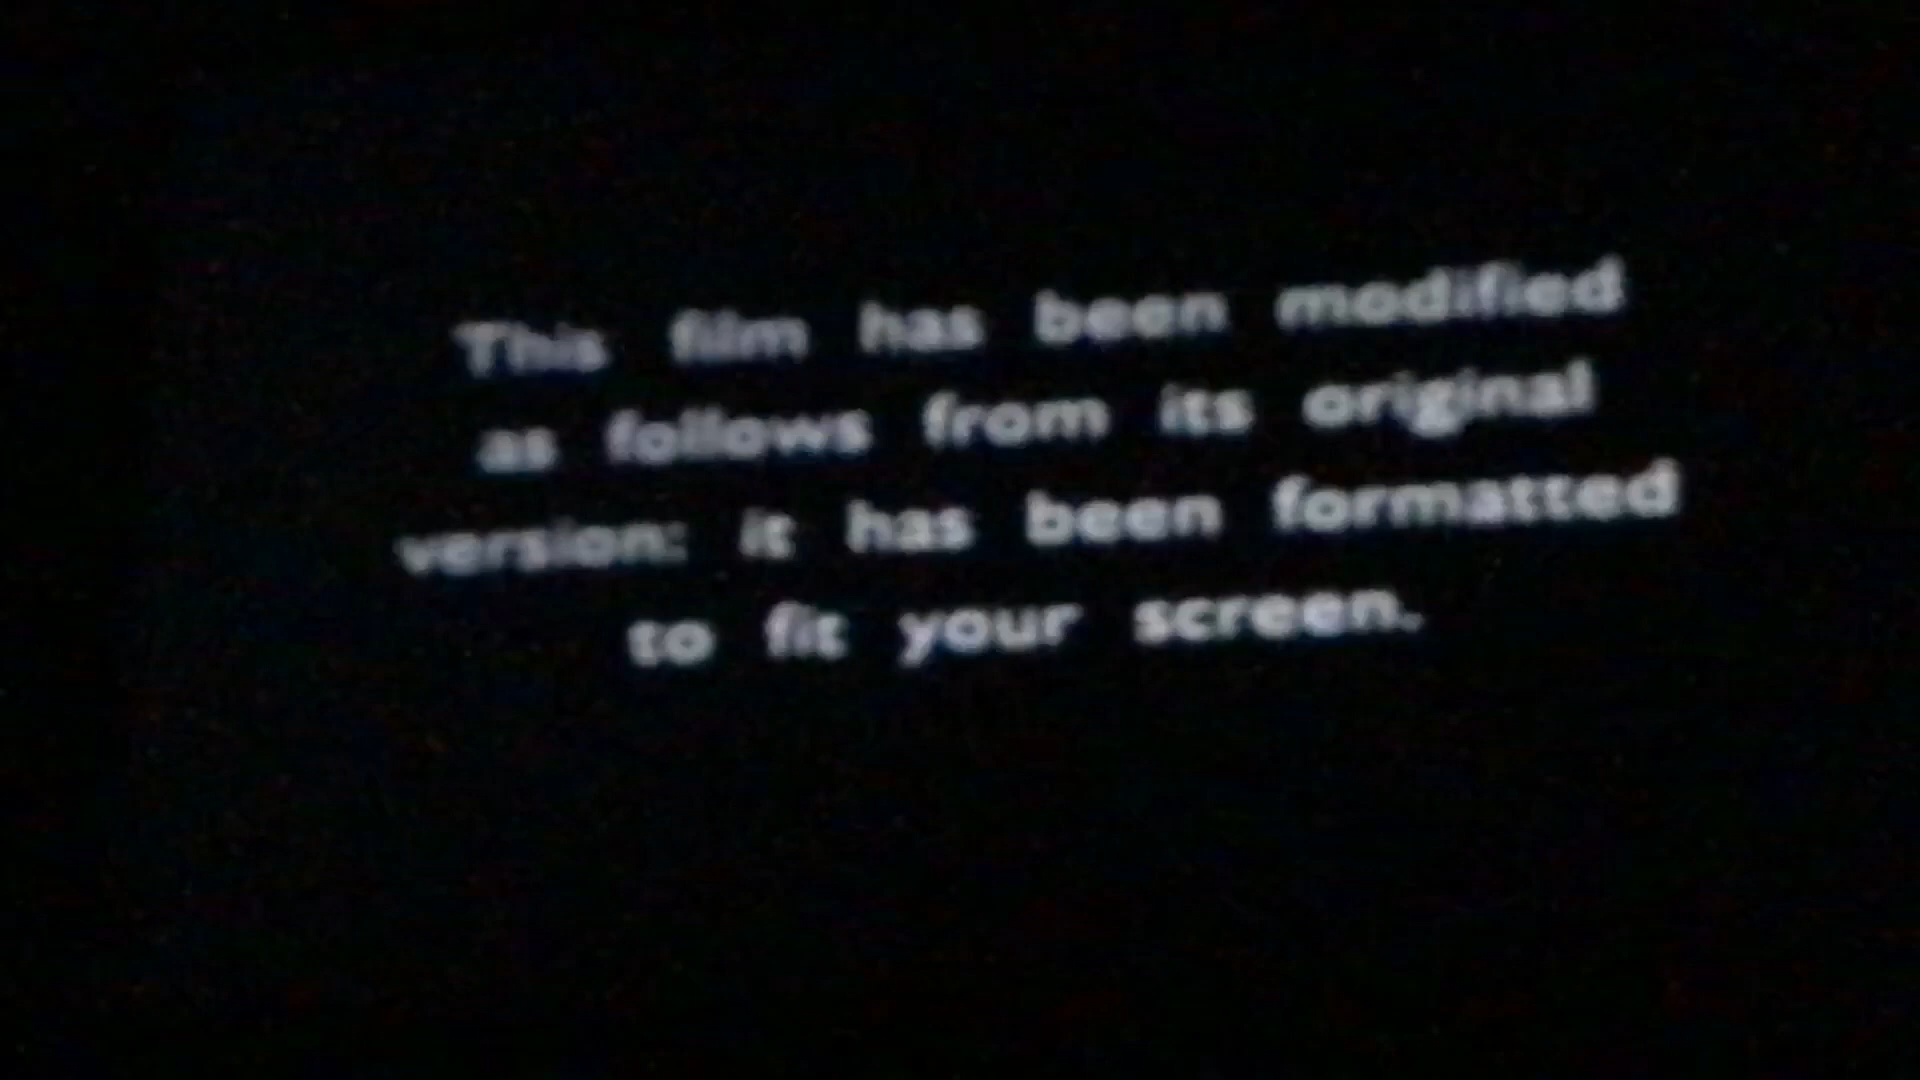 This film has been modified
as follows from its original
version: it has been formatted
to fit your screen.